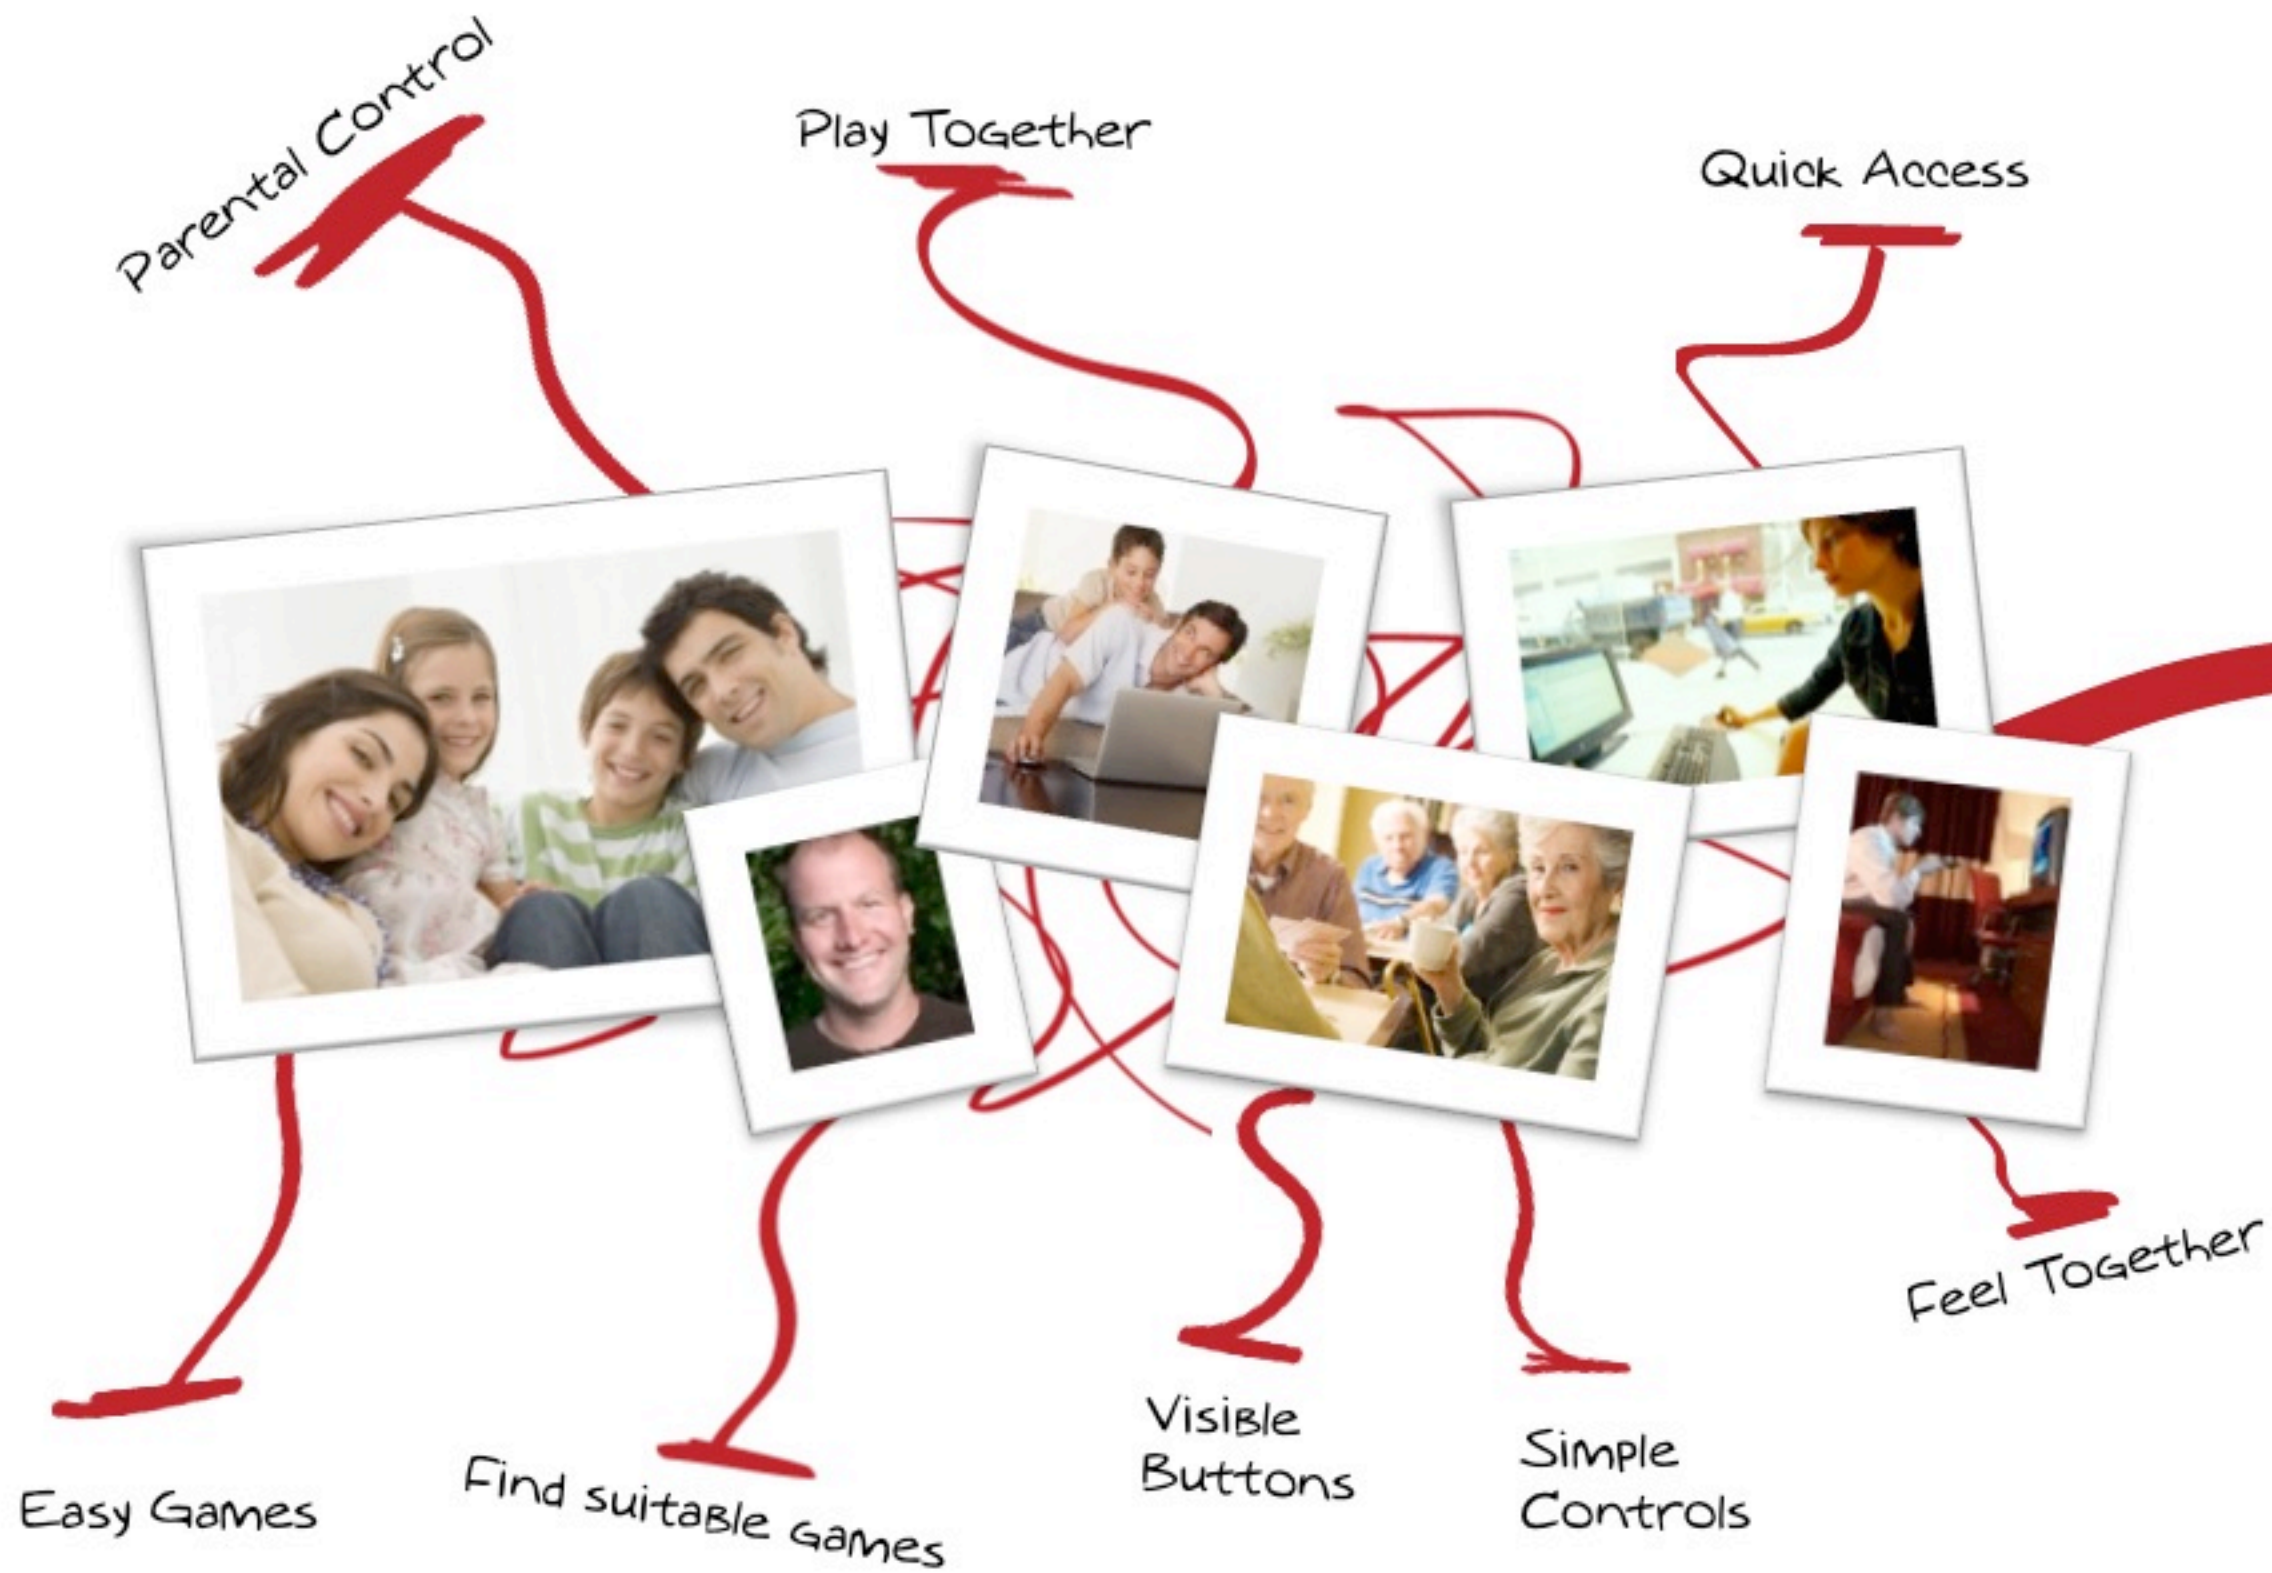 Parental Control
Play Together
Quick Access
Easy Games
Find suitable games
Visible
Buttons
Simple
Controls
Feel Together